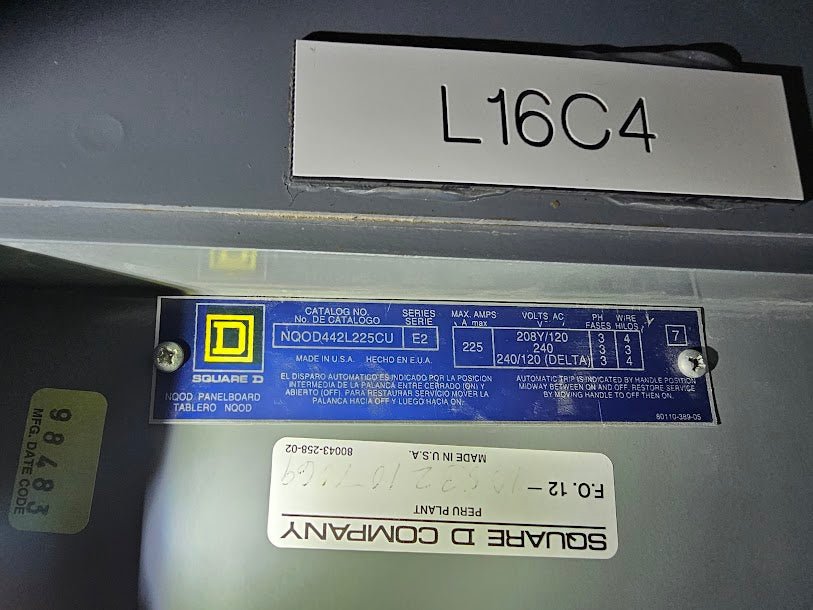 L16C4
SQUARE D
NQOD PANELBOARD
TABLERO NQOD
CATALOG NO. SERIES
No. DE CATALOGO SERIE
NQOD442L225CU E2
MADE IN U.S.A. HECHO EN E.U.A.
EL DISPARO AUTOMATICO ES INDICADO POR LA POSICION
INTERMEDIA DE LA PALANCA ENTRE CERRADO (ON) Y
ABIERTO (OFF). PARA RESTAURAR SERVICIO MOVER LA
PALANCA HACIA OFF Y LUEGO HACIA ON.
MAX. AMPS VOLTS AC PH WIRE
A max V FASES HILOS
225
208Y/120 3 4
240 3 3
240/120 (DELTA) 3 4
7
AUTOMATIC TRIP IS INDICATED BY HANDLE POSITION
MIDWAY BETWEEN ON AND OFF. RESTORE SERVICE
BY MOVING HANDLE TO OFF THEN ON.
60110-389-05
98483
MFG. DATE CODE
SQUARE D COMPANY
PERU PLANT
F.O. 12 –
MADE IN U.S.A.
80043-258-02